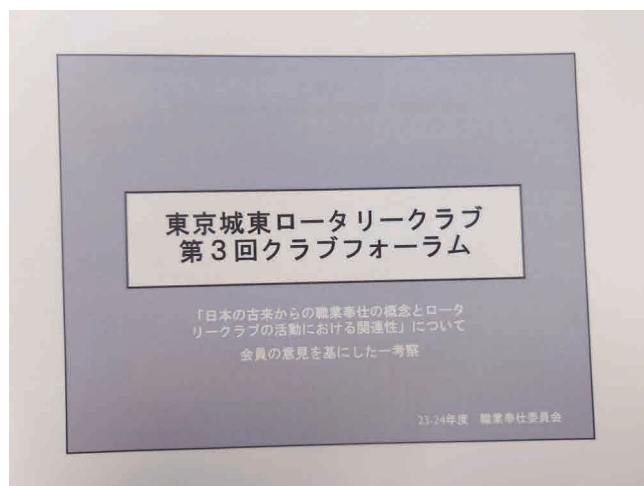 東京城東ロータリークラブ
第３回クラブフォーラム
「日本の古来からの職業奉仕の概念とロータ
リークラブの活動における関連性」について
会員の意見を基にした一考察
23-24年度　職業奉仕委員会